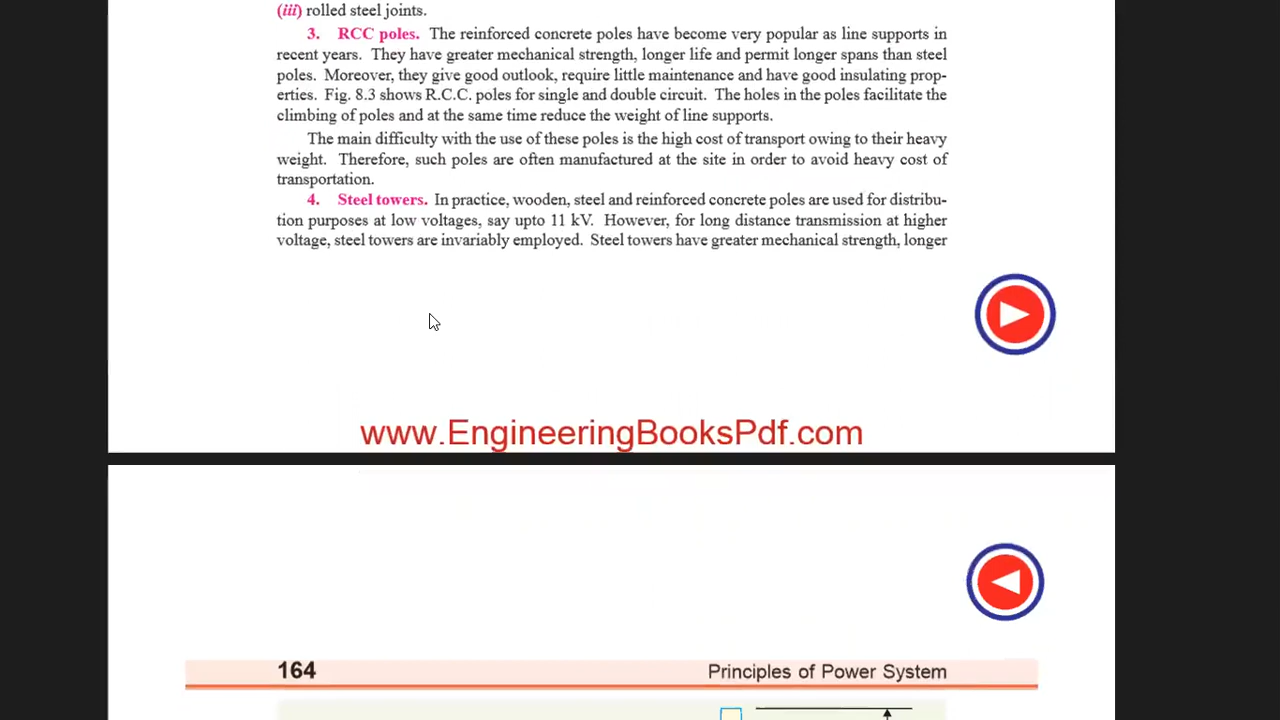 (iii) rolled steel joints.
3. RCC poles. The reinforced concrete poles have become very popular as line supports in
recent years. They have greater mechanical strength, longer life and permit longer spans than steel
poles. Moreover, they give good outlook, require little maintenance and have good insulating prop-
erties. Fig. 8.3 shows R.C.C. poles for single and double circuit. The holes in the poles facilitate the
climbing of poles and at the same time reduce the weight of line supports.
The main difficulty with the use of these poles is the high cost of transport owing to their heavy
weight. Therefore, such poles are often manufactured at the site in order to avoid heavy cost of
transportation.
4. Steel towers. In practice, wooden, steel and reinforced concrete poles are used for distribu-
tion purposes at low voltages, say upto 11 kV. However, for long distance transmission at higher
voltage, steel towers are invariably employed. Steel towers have greater mechanical strength, longer
www.EngineeringBooksPdf.com
164 Principles of Power System